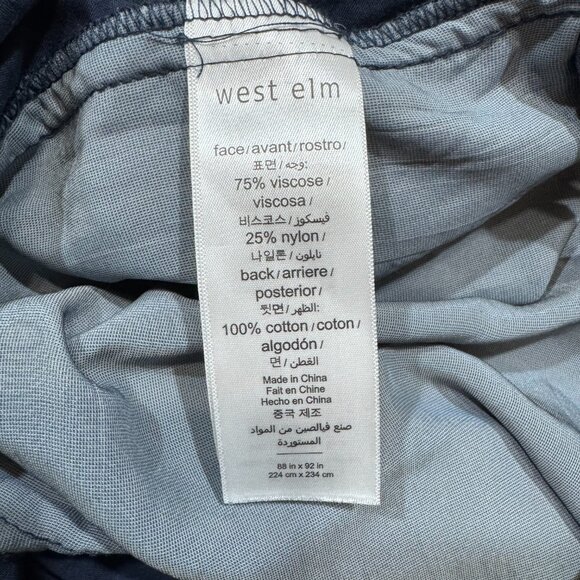 west elm
face/avant/rostro/
표면/وجه:
75% viscose/
viscosa/
비스코스/فيسكوز/
25% nylon/
나일론/نايلون/
back/arriere/
posterior/
뒷면/الظهر:
100% cotton/coton/
algodón/
면/القطن/
Made in China
Fait en Chine
Hecho en China
중국 제조
صنع فيالصين من المواد
المستوردة
88 in x 92 in
224 cm x 234 cm